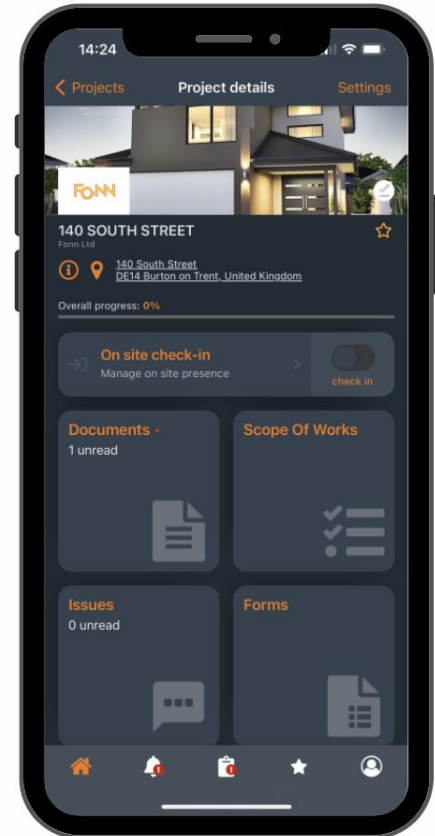 14:24
Projects
Project details
Settings
FONN
140 SOUTH STREET
Fonn Ltd
140 South Street
DE14 Burton on Trent, United Kingdom
Overall progress: 0%
On site check-in
Manage on site presence
check in
Documents
1 unread
Scope Of Works
Issues
0 unread
Forms
1
1